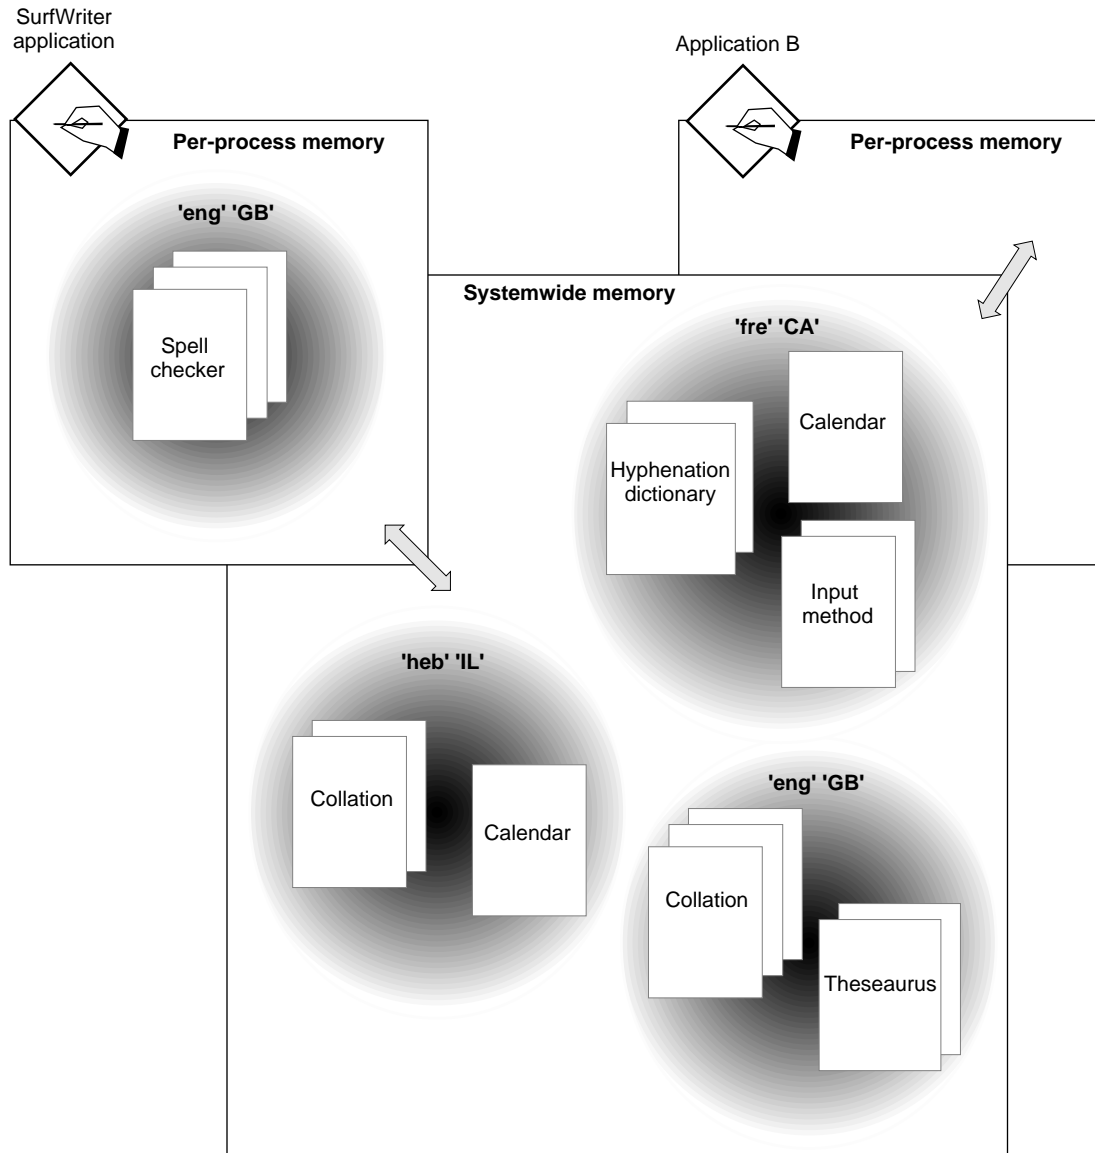 SurfWriter
application
Application B
Per-process memory
Per-process memory
'eng' 'GB'
Spell
checker
Systemwide memory
'fre' 'CA'
Calendar
Hyphenation
dictionary
Input
method
'heb' 'IL'
Collation
Calendar
'eng' 'GB'
Collation
Theseaurus